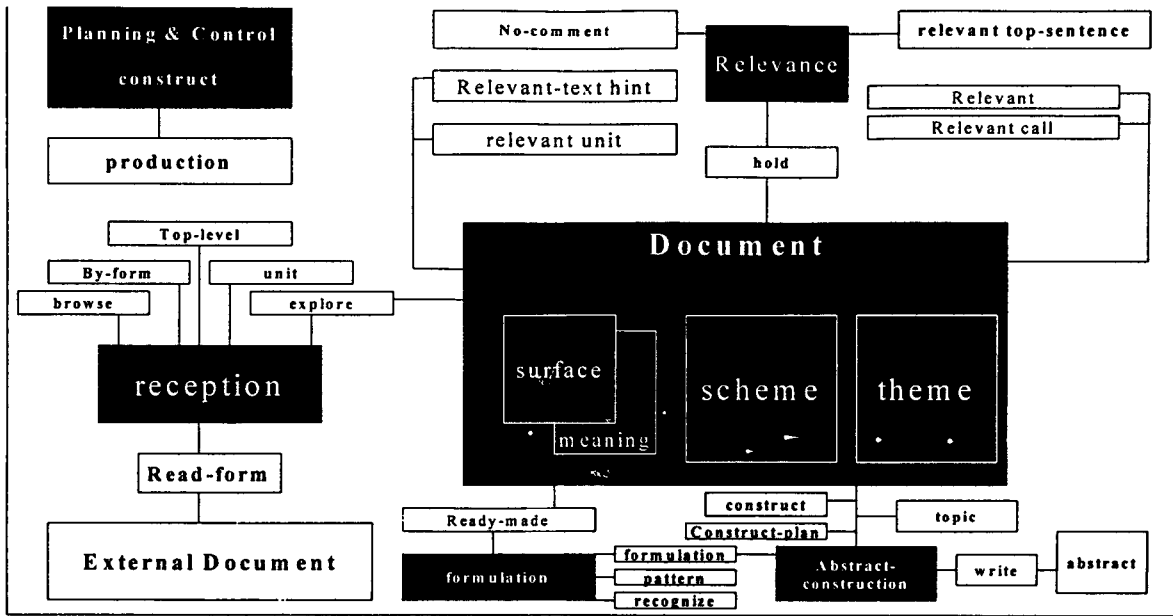 Planning & Control
construct
production
No-comment
Relevance
relevant top-sentence
Relevant-text hint
relevant unit
Relevant
Relevant call
hold
Top-level
By-form
unit
browse
explore
reception
Read-form
External Document
Document
surface
meaning
scheme
theme
Ready-made
formulation
formulation
pattern
recognize
construct
Construct-plan
topic
Abstract-
construction
write
abstract